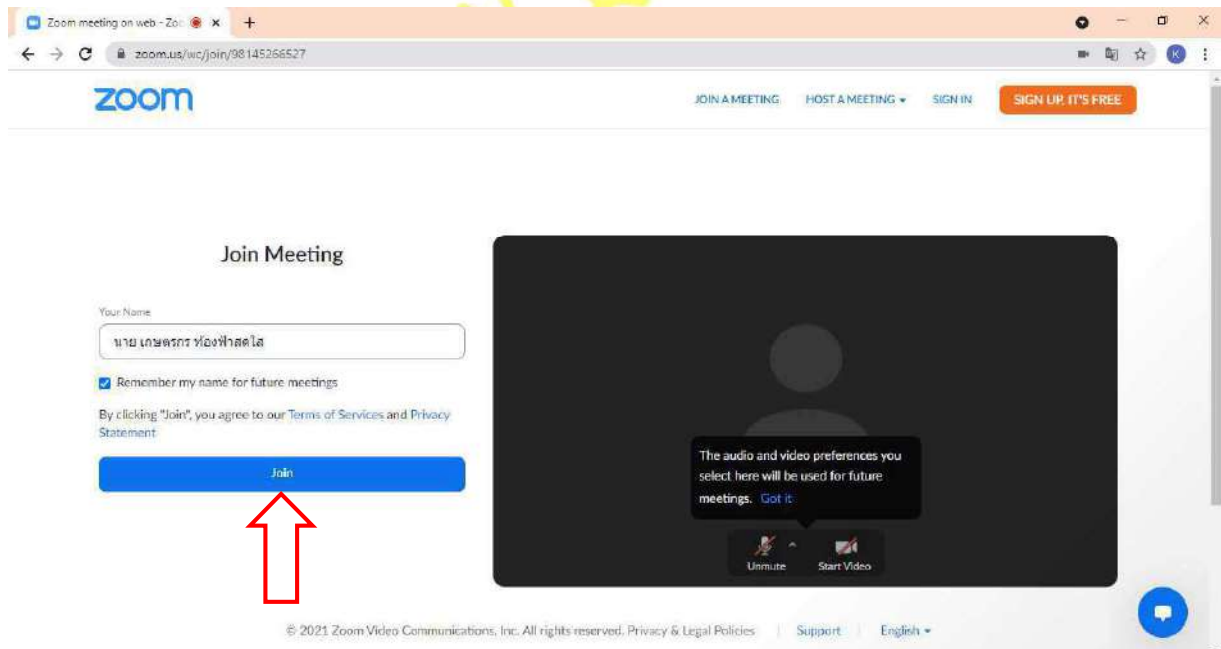 Zoom meeting on web - Zo
zoom.us/wc/join/98145266527
K
zoom
JOIN A MEETING HOST A MEETING SIGN IN SIGN UP, IT'S FREE
Join Meeting
Your Name
นาย เกษตรกร ท้องฟ้าสดใส
Remember my name for future meetings
By clicking "Join", you agree to our Terms of Services and Privacy
Statement
Join
The audio and video preferences you
select here will be used for future
meetings. Got it
Unmute Start Video
© 2021 Zoom Video Communications, Inc. All rights reserved. Privacy & Legal Policies | Support | English